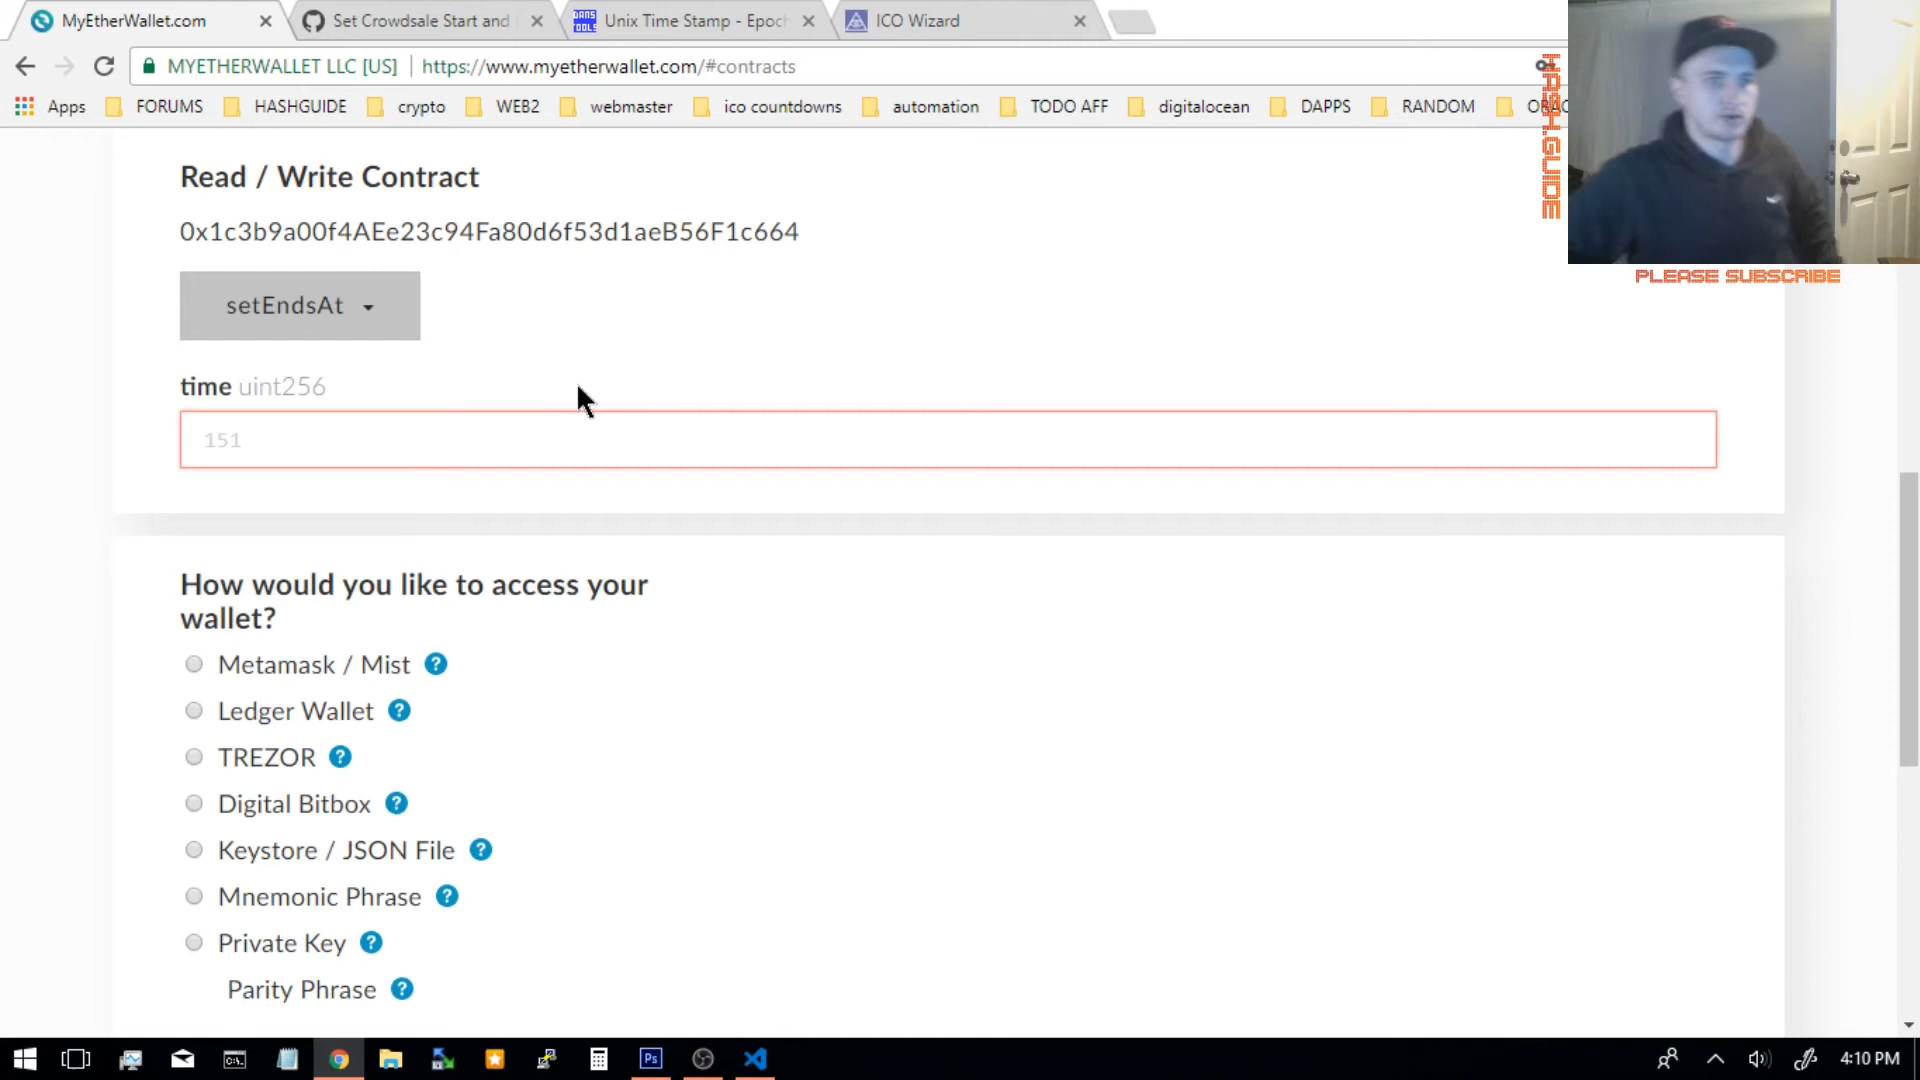 MyEtherWallet.com
Set Crowdsale Start and
DANS TOOLS
Unix Time Stamp - Epoch
ICO Wizard
MYETHERWALLET LLC [US] https://www.myetherwallet.com/#contracts
Apps FORUMS HASHGUIDE crypto WEB2 webmaster ico countdowns automation TODO AFF digitalocean DAPPS RANDOM
HASH.GUIDE
PLEASE SUBSCRIBE
Read / Write Contract
0x1c3b9a00f4AEe23c94Fa80d6f53d1aeB56F1c664
setEndsAt
time uint256
151
How would you like to access your
wallet?
Metamask / Mist ?
Ledger Wallet ?
TREZOR ?
Digital Bitbox ?
Keystore / JSON File ?
Mnemonic Phrase ?
Private Key ?
Parity Phrase ?
Ps
4:10 PM